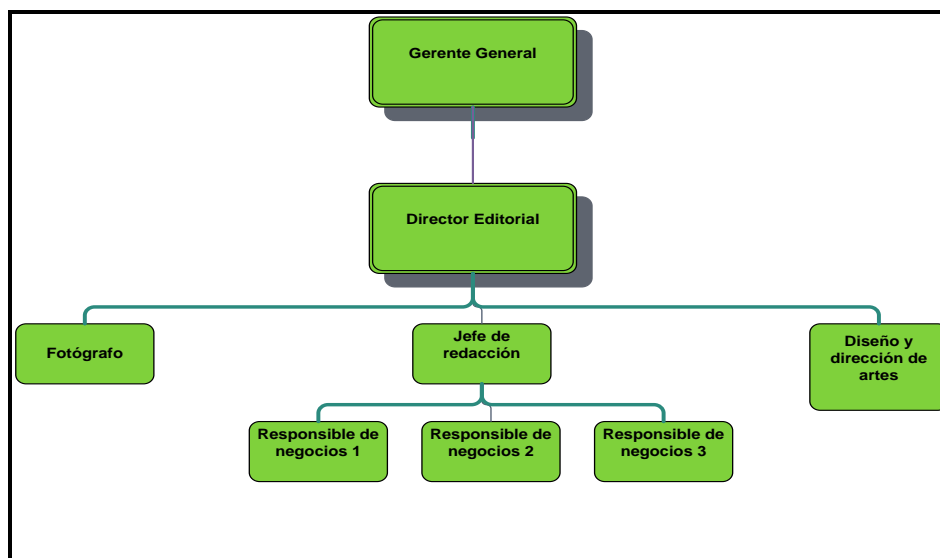 Gerente General
Director Editorial
Fotógrafo
Jefe de
redacción
Diseño y
dirección de
artes
Responsible de
negocios 1
Responsible de
negocios 2
Responsible de
negocios 3